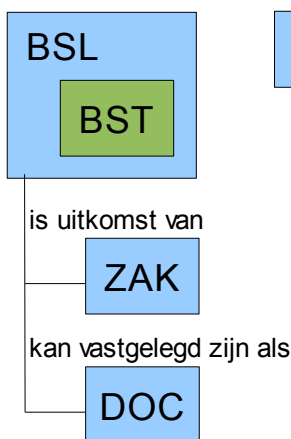 BSL
BST
is uitkomst van
ZAK
kan vastgelegd zijn als
DOC